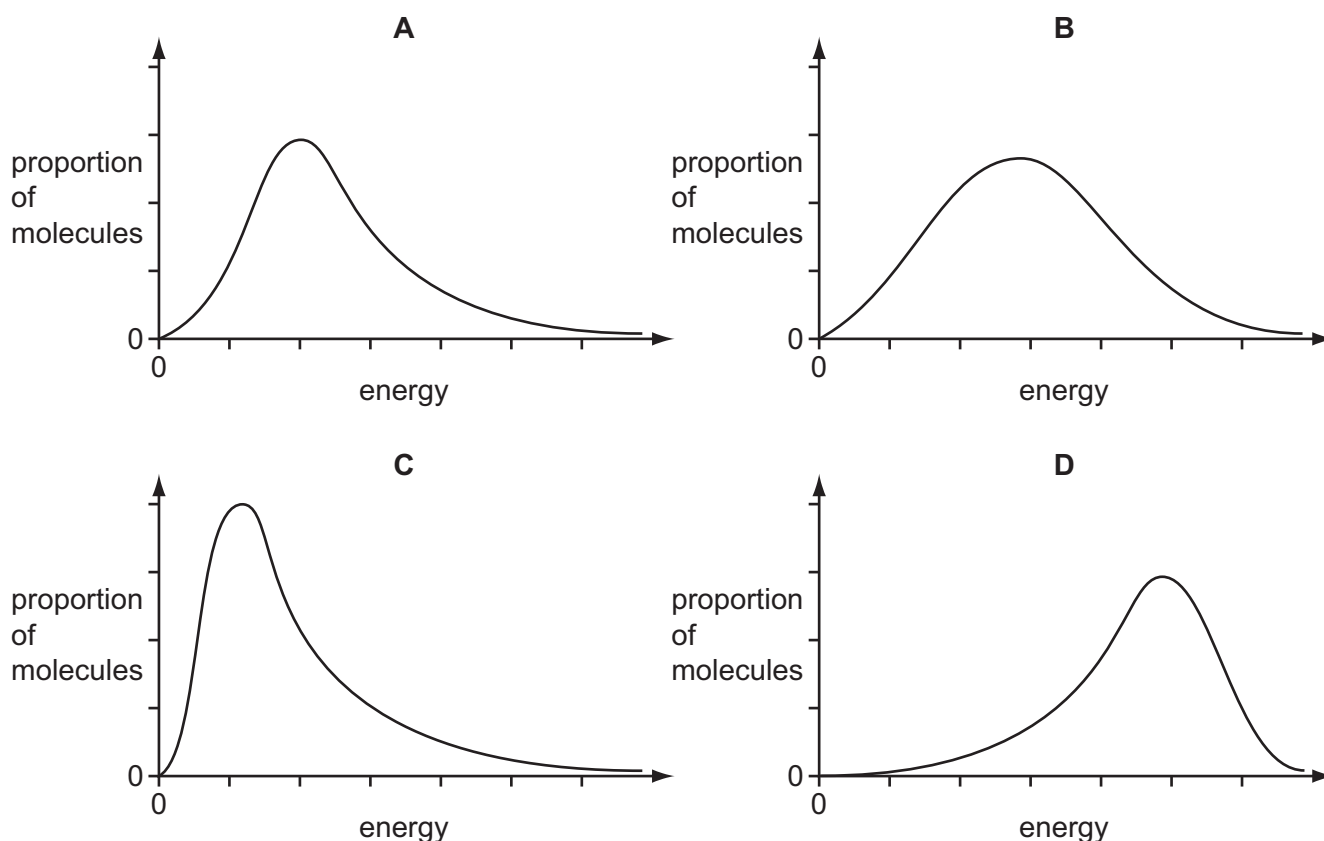 A
proportion
of
molecules
0
0
energy
B
proportion
of
molecules
0
0
energy
C
proportion
of
molecules
0
0
energy
D
proportion
of
molecules
0
0
energy